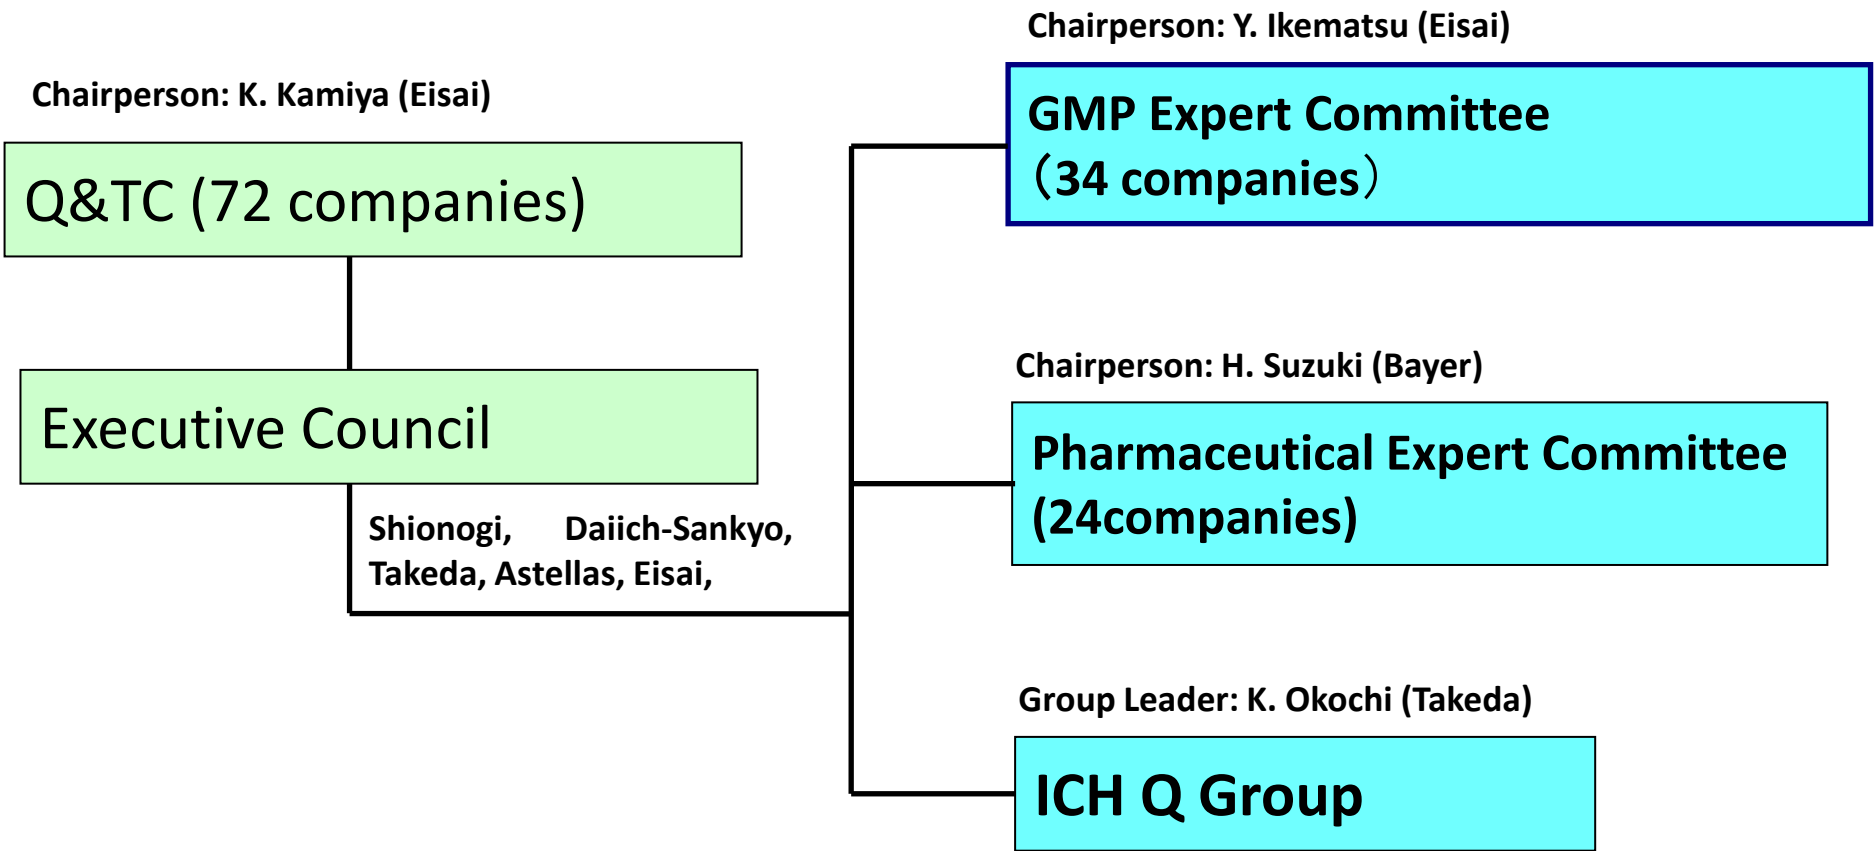 Chairperson: K. Kamiya (Eisai)
Q&TC (72 companies)
Executive Council
Shionogi, Daiich-Sankyo,
Takeda, Astellas, Eisai,
Chairperson: Y. Ikematsu (Eisai)
GMP Expert Committee
（34 companies）
Chairperson: H. Suzuki (Bayer)
Pharmaceutical Expert Committee
(24companies)
Group Leader: K. Okochi (Takeda)
ICH Q Group